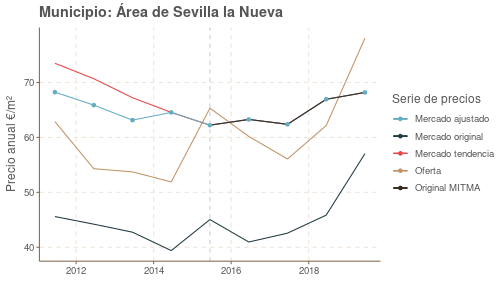 Municipio: Área de Sevilla la Nueva
Precio anual €/m²
70
60
50
40
2012
2014
2016
2018
Serie de precios
Mercado ajustado
Mercado original
Mercado tendencia
Oferta
Original MITMA